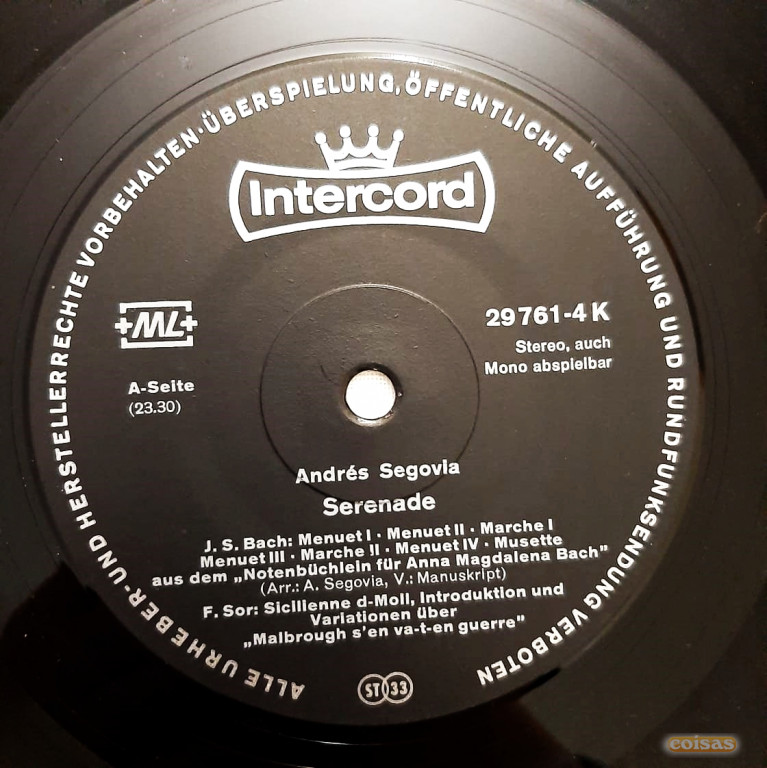 ALLE URHEBER- UND HERSTELLERRECHTE VORBEHALTEN·ÜBERSPIELUNG, ÖFFENTLICHE AUFFÜHRUNG UND RUNDFUNKSENDUNG VERBOTEN
Intercord
+ML+
29 761-4 K
Stereo, auch
Mono abspielbar
A-Seite
(23.30)
Andrés Segovia
Serenade
J. S. Bach: Menuet I · Menuet II · Marche I
Menuet III · Marche II · Menuet IV · Musette
aus dem „Notenbüchlein für Anna Magdalena Bach"
(Arr.: A. Segovia, V.: Manuskript)
F. Sor: Sicilienne d-Moll, Introduktion und
Variationen über
„Malbrough s'en va-t-en guerre"
ST 33
coisas